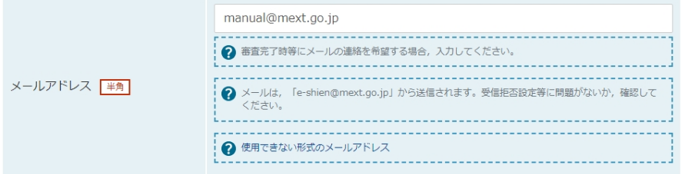 manual@mext.go.jp
審査完了時等にメールの連絡を希望する場合，入力してください。
メールアドレス 半角
メールは，「e-shien@mext.go.jp」から送信されます。受信拒否設定等に問題がないか，確認して
ください。
使用できない形式のメールアドレス